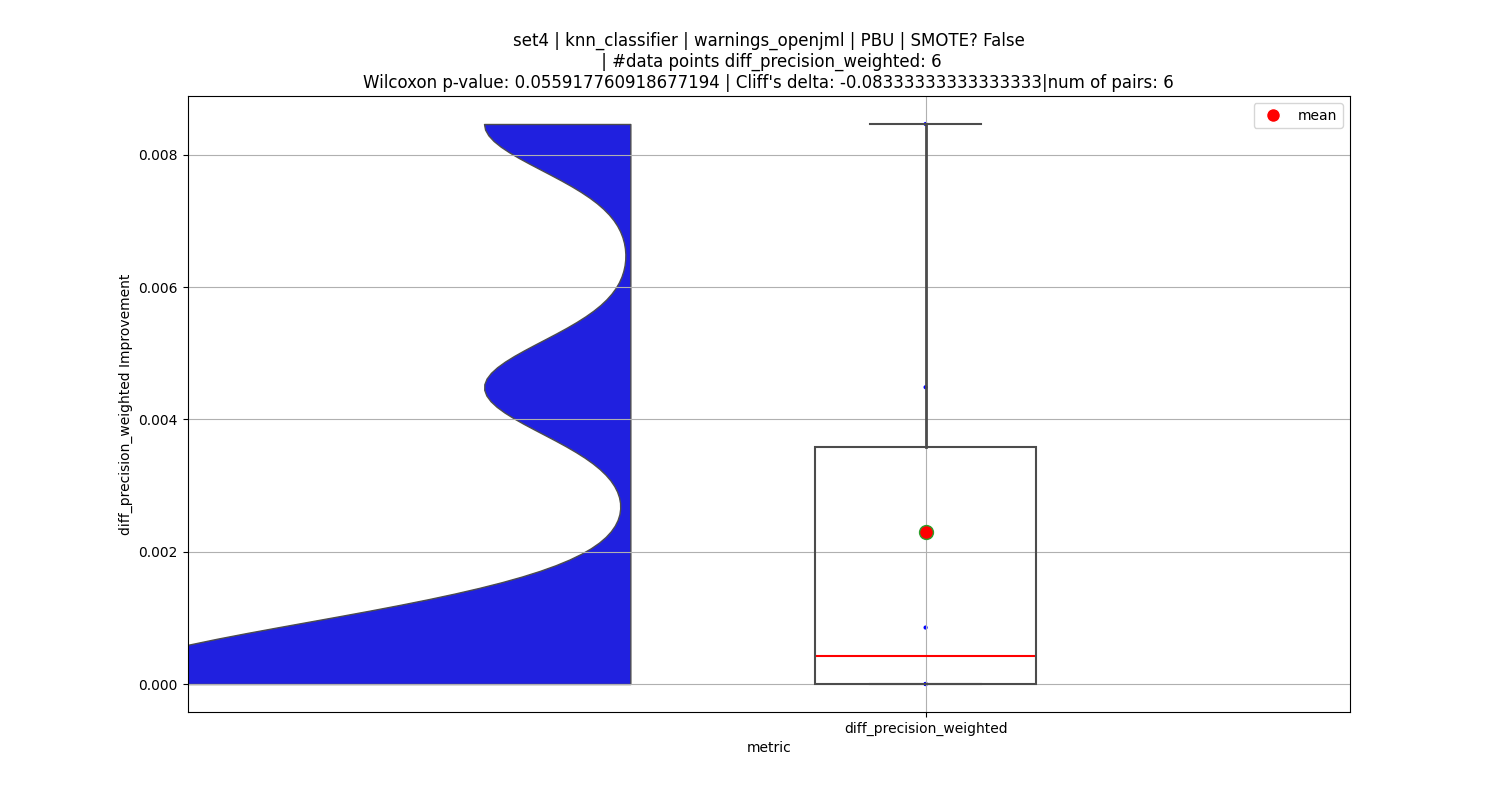 set4 | knn_classifier | warnings_openjml | PBU | SMOTE? False
| #data points diff_precision_weighted: 6
Wilcoxon p-value: 0.055917760918677194 | Cliff's delta: -0.08333333333333333|num of pairs: 6
mean
0.008
0.006
0.004
0.002
0.000
diff_precision_weighted Improvement
diff_precision_weighted
metric